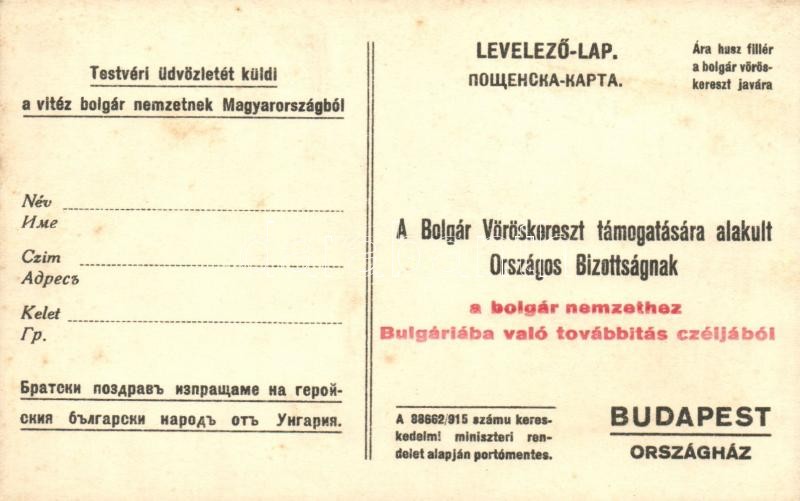 Testvéri üdvözletét küldi
a vitéz bolgár nemzetnek Magyarországból
Név
Име
Czim
Адресъ
Kelet
Гр.
Братски поздравъ изпращаме на герой-
ския български народъ отъ Унгария.
LEVELEZŐ-LAP.
ПОЩЕНСКА-КАРТА.
Ára husz fillér
a bolgár vörös-
kereszt javára
A Bolgár Vöröskereszt támogatására alakult
Országos Bizottságnak
a bolgár nemzethez
Bulgáriába való továbbitás czéljából
A 88662/915 számu keres-
kedelmi miniszteri ren-
delet alapján portómentes.
BUDAPEST
ORSZÁGHÁZ